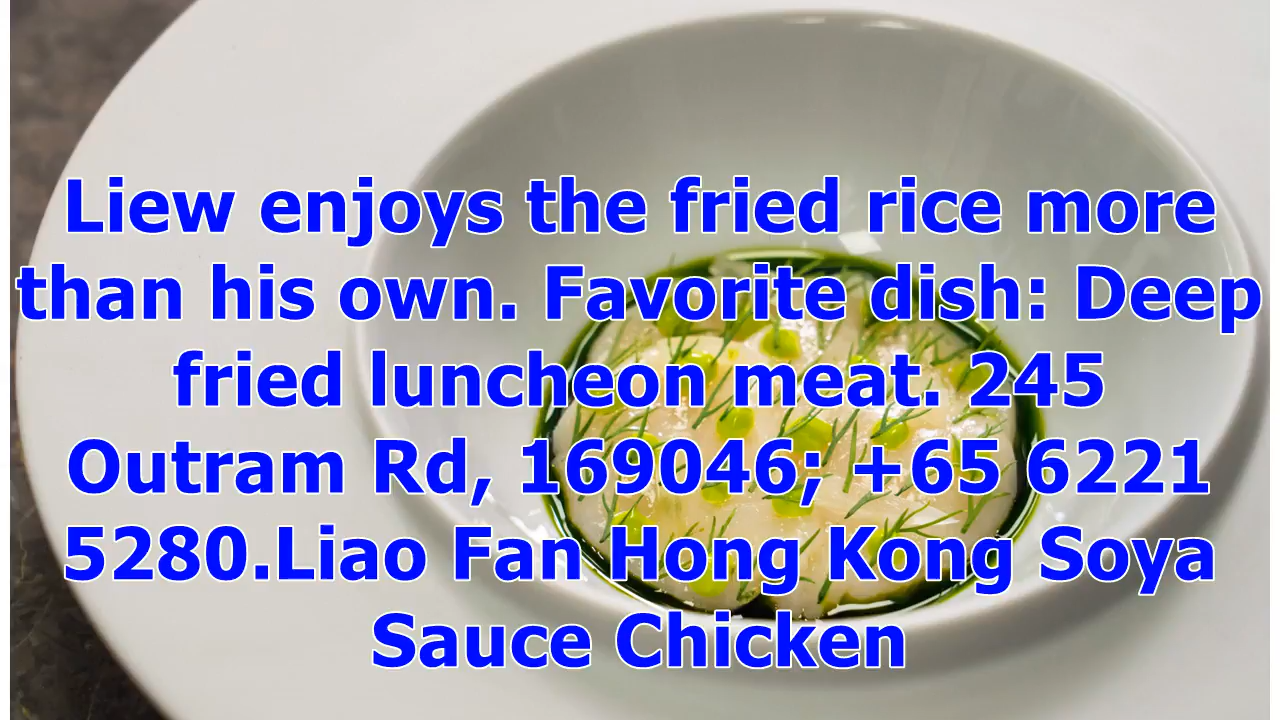 Liew enjoys the fried rice more
than his own. Favorite dish: Deep
fried luncheon meat. 245
Outram Rd, 169046; +65 6221
5280.Liao Fan Hong Kong Soya
Sauce Chicken